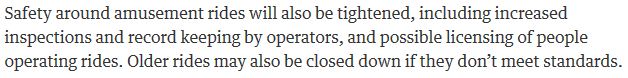 Safety around amusement rides will also be tightened, including increased
inspections and record keeping by operators, and possible licensing of people
operating rides. Older rides may also be closed down if they don’t meet standards.